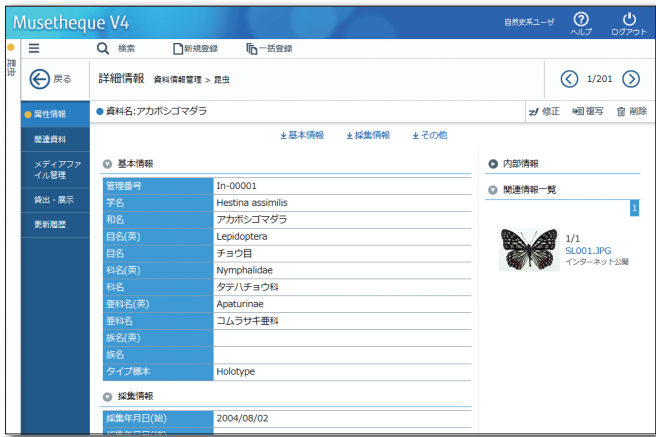 Musetheque V4
自然史系ユーザ
ヘルプ
ログアウト
昆虫
検索 新規登録 一括登録
戻る
詳細情報 資料情報管理 > 昆虫
1/201
属性情報
関連資料
メディアファイル管理
貸出・展示
更新履歴
資料名:アカボシゴマダラ
修正 複写 削除
基本情報 採集情報 その他
基本情報
管理番号 In-00001
学名 Hestina assimilis
和名 アカボシゴマダラ
目名(英) Lepidoptera
目名 チョウ目
科名(英) Nymphalidae
科名 タテハチョウ科
亜科名(英) Apaturinae
亜科名 コムラサキ亜科
族名(英)
族名
タイプ標本 Holotype
採集情報
採集年月日(始) 2004/08/02
内部情報
関連情報一覧
1
1/1
SL001.JPG
インターネット公開